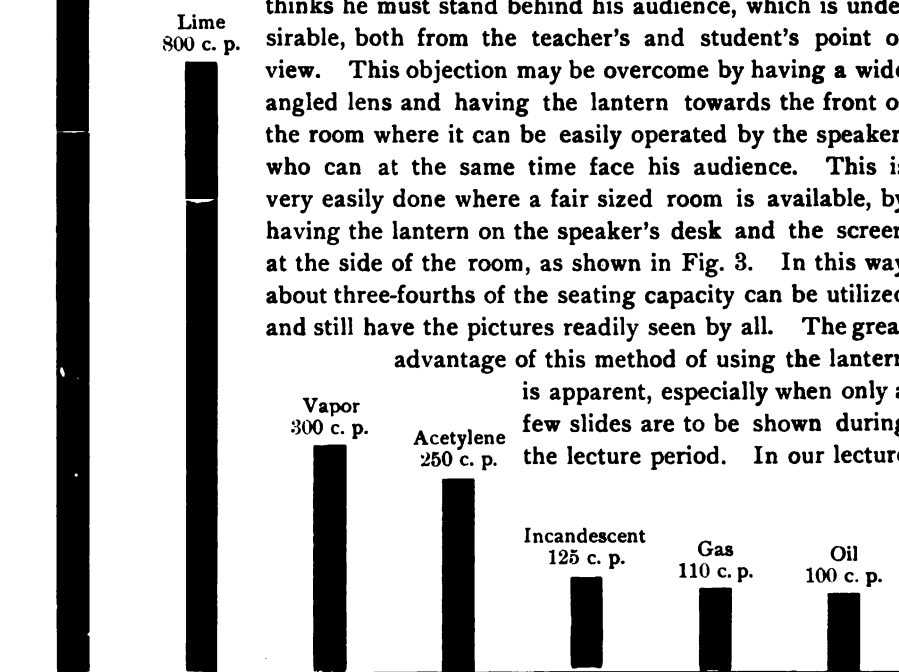 Lime
800 c. p.
thinks he must stand behind his audience, which is unde-
sirable, both from the teacher's and student's point o
view. This objection may be overcome by having a wide
angled lens and having the lantern towards the front o
the room where it can be easily operated by the speaker
who can at the same time face his audience. This is
very easily done where a fair sized room is available, by
having the lantern on the speaker's desk and the screen
at the side of the room, as shown in Fig. 3. In this way
about three-fourths of the seating capacity can be utilized
and still have the pictures readily seen by all. The grea
advantage of this method of using the lantern
is apparent, especially when only a
few slides are to be shown during
the lecture period. In our lecture
Vapor
300 c. p.
Acetylene
250 c. p.
Incandescent
125 c. p.
Gas
110 c. p.
Oil
100 c. p.